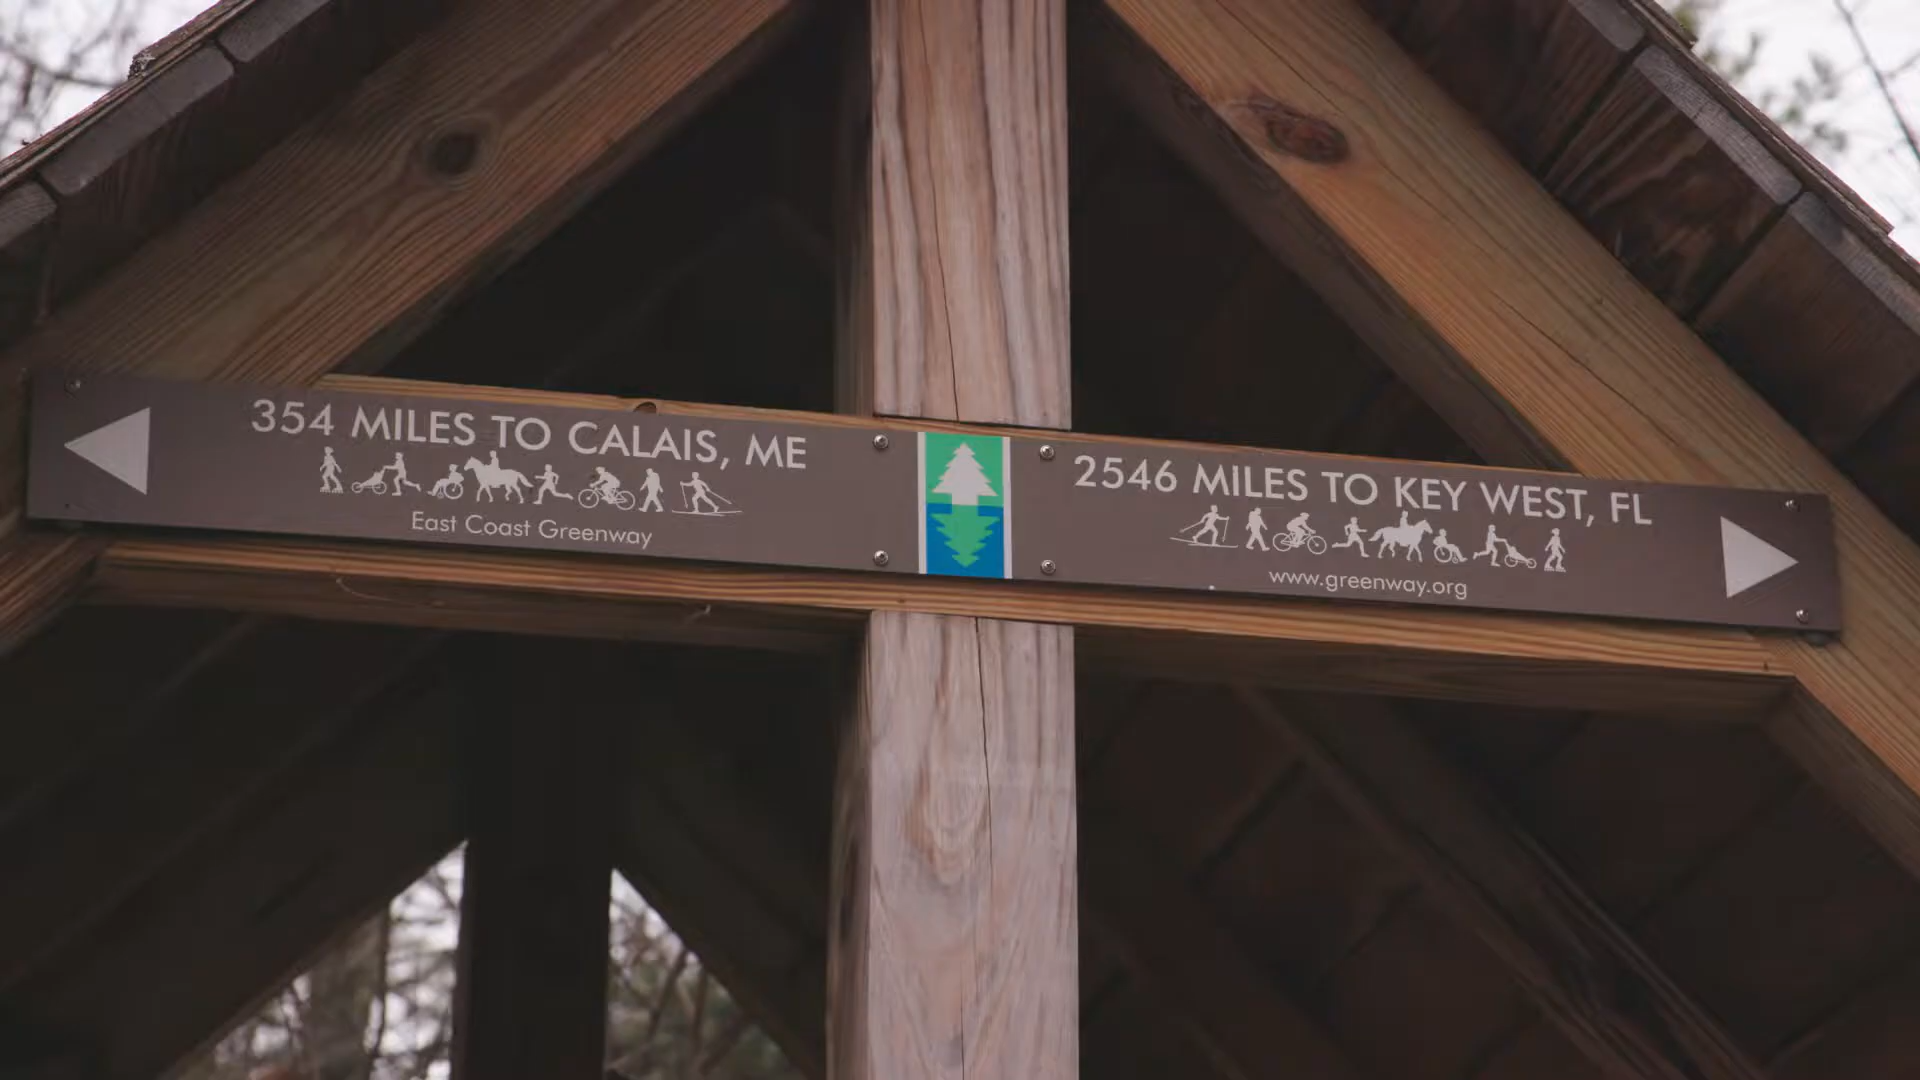 354 MILES TO CALAIS, ME
East Coast Greenway
2546 MILES TO KEY WEST, FL
www.greenway.org